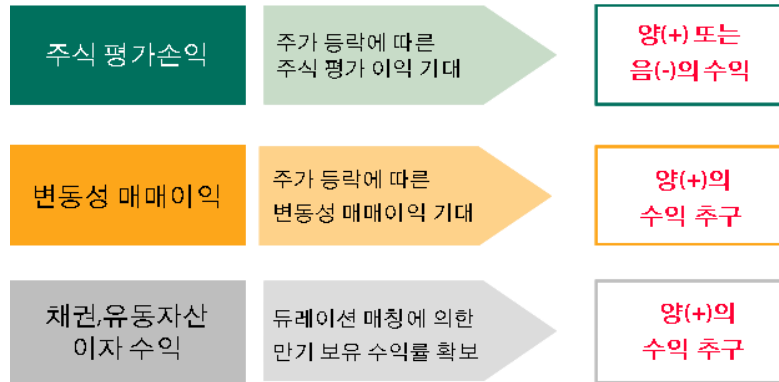 주식 평가손익
주가 등락에 따른
주식 평가 이익 기대
양(+) 또는
음(-)의 수익
변동성 매매이익
주가 등락에 따른
변동성 매매이익 기대
양(+)의
수익 추구
채권,유동자산
이자 수익
듀레이션 매칭에 의한
만기 보유 수익률 확보
양(+)의
수익 추구